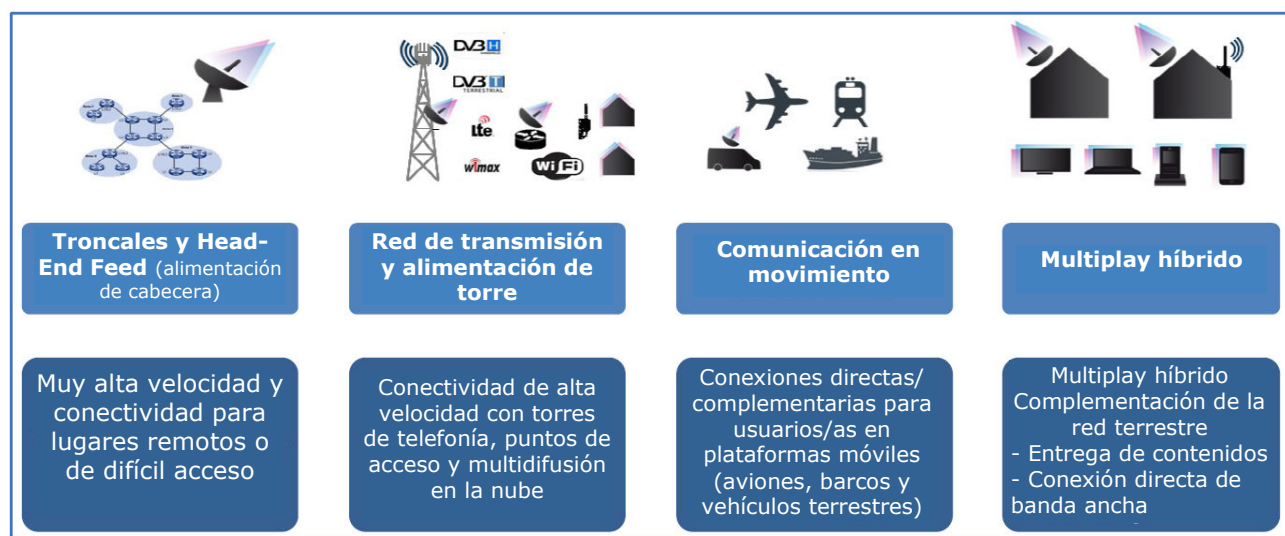 DVB H
DVB T
TERRESTRIAL
Lte
wimax
Wi Fi
Troncales y Head-
End Feed (alimentación
de cabecera)
Red de transmisión
y alimentación de
torre
Comunicación en
movimiento
Multiplay híbrido
Muy alta velocidad y
conectividad para
lugares remotos o
de difícil acceso
Conectividad de alta
velocidad con torres
de telefonía, puntos de
acceso y multidifusión
en la nube
Conexiones directas/
complementarias para
usuarios/as en
plataformas móviles
(aviones, barcos y
vehículos terrestres)
Multiplay híbrido
Complementación de la
red terrestre
- Entrega de contenidos
- Conexión directa de
banda ancha